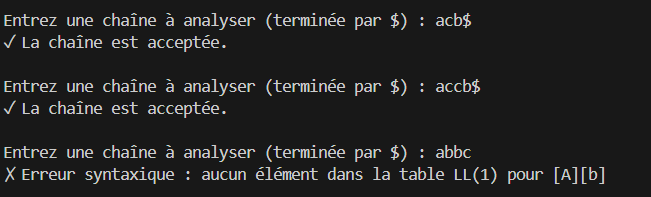 Entrez une chaîne à analyser (terminée par $) : acb$
✓ La chaîne est acceptée.
Entrez une chaîne à analyser (terminée par $) : accb$
✓ La chaîne est acceptée.
Entrez une chaîne à analyser (terminée par $) : abbc
✗ Erreur syntaxique : aucun élément dans la table LL(1) pour [A][b]